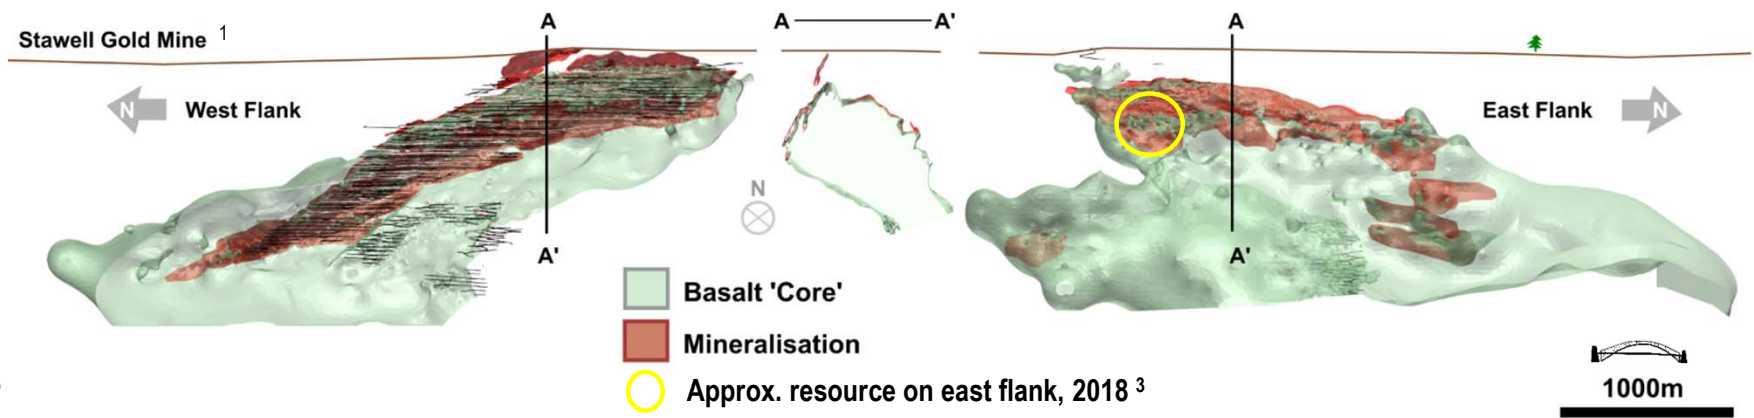 Stawell Gold Mine 1
A
A A'
A
N West Flank
East Flank N
N
A'
A'
Basalt 'Core'
Mineralisation
Approx. resource on east flank, 2018 3
1000m